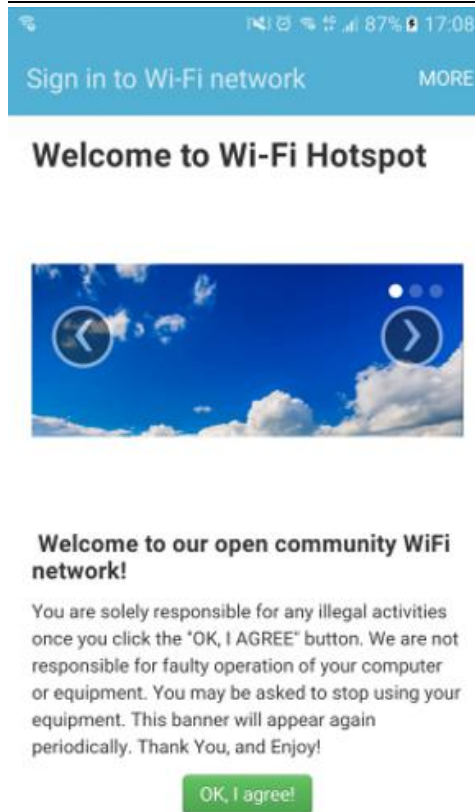 87% 17:08
Sign in to Wi-Fi network MORE
Welcome to Wi-Fi Hotspot
Welcome to our open community WiFi
network!
You are solely responsible for any illegal activities
once you click the "OK, I AGREE" button. We are not
responsible for faulty operation of your computer
or equipment. You may be asked to stop using your
equipment. This banner will appear again
periodically. Thank You, and Enjoy!
OK, I agree!